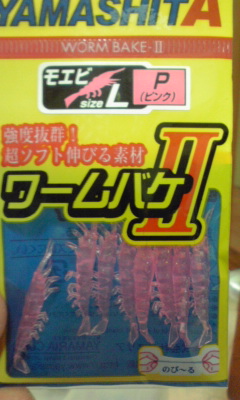 YAMASHITA
WORM BAKE-II
モエビ
size L
P
(ピンク)
強度抜群!
超ソフト伸びる素材
ワームバケII
のび〜る